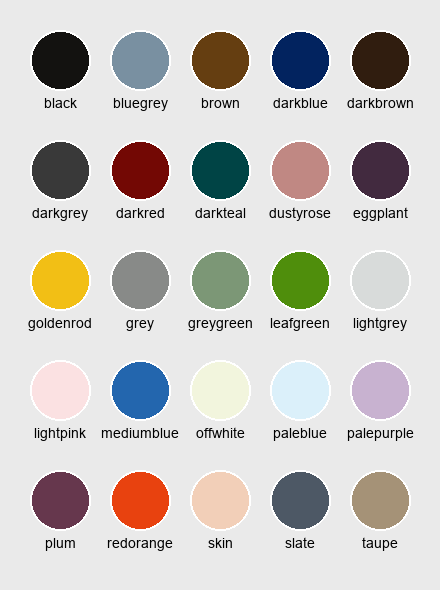 black bluegrey brown darkblue darkbrown
darkgrey darkred darkteal dustyrose eggplant
goldenrod grey greygreen leafgreen lightgrey
lightpink mediumblue offwhite paleblue palepurple
plum redorange skin slate taupe